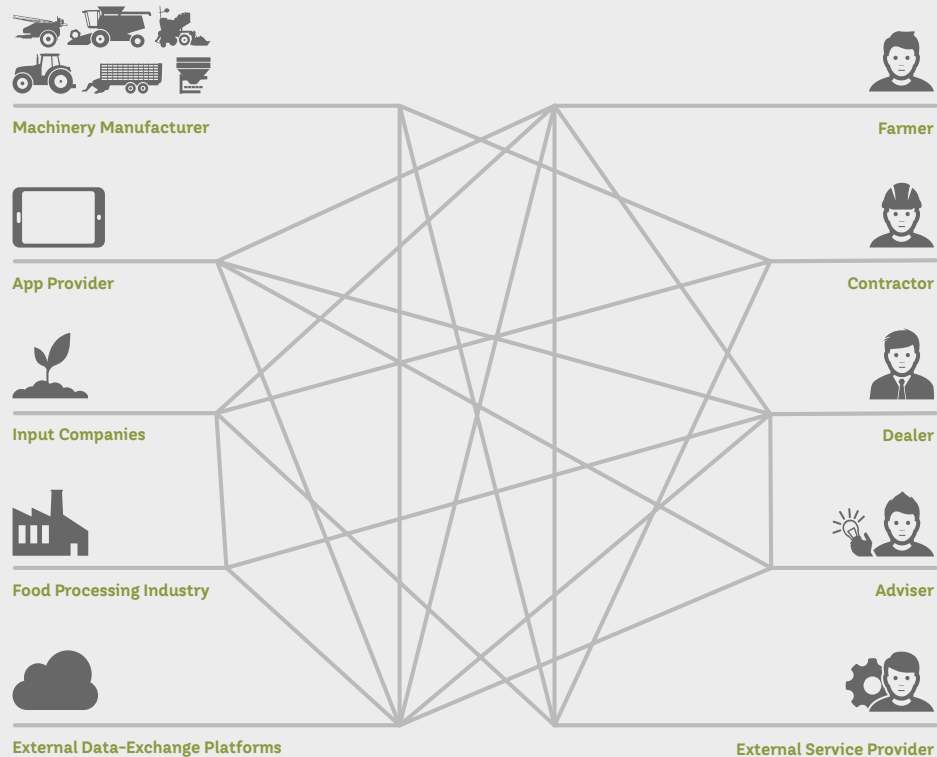 Machinery Manufacturer
Farmer
App Provider
Contractor
Input Companies
Dealer
Food Processing Industry
Adviser
External Data-Exchange Platforms
External Service Provider